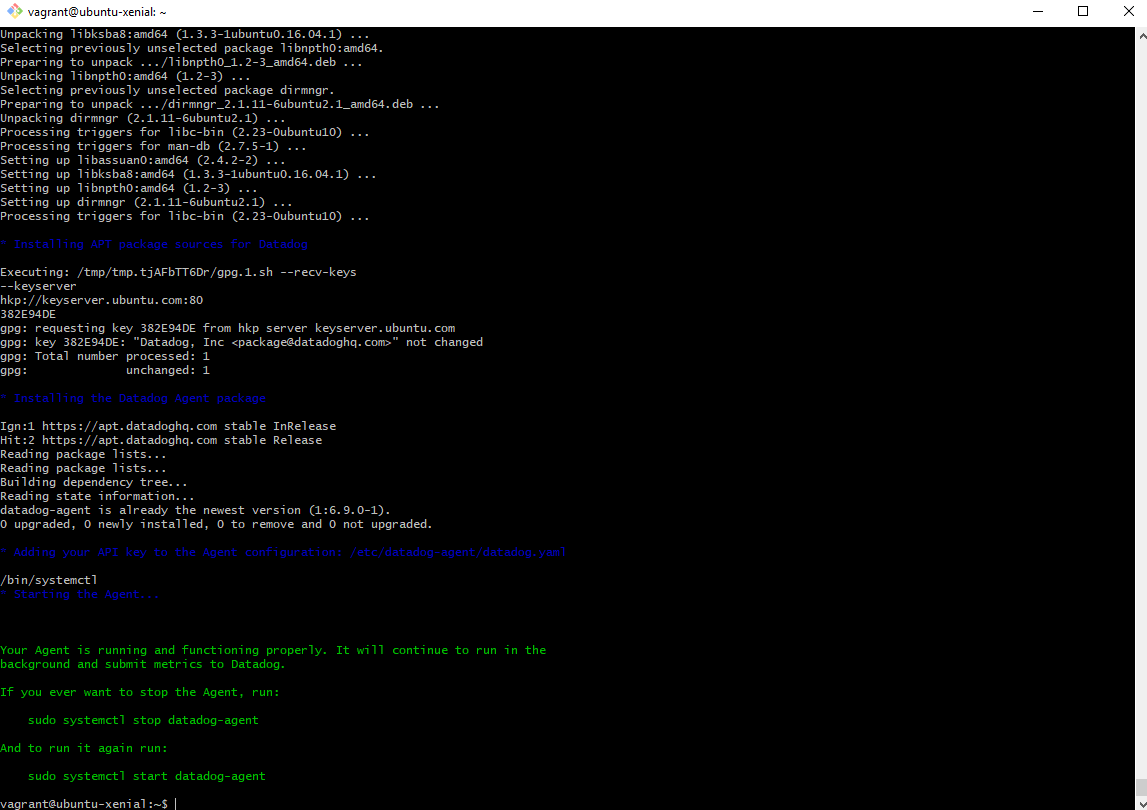 vagrant@ubuntu-xenial: ~
Unpacking libksba8:amd64 (1.3.3-1ubuntu0.16.04.1) ...
Selecting previously unselected package libnpth0:amd64.
Preparing to unpack .../libnpth0_1.2-3_amd64.deb ...
Unpacking libnpth0:amd64 (1.2-3) ...
Selecting previously unselected package dirmngr.
Preparing to unpack .../dirmngr_2.1.11-6ubuntu2.1_amd64.deb ...
Unpacking dirmngr (2.1.11-6ubuntu2.1) ...
Processing triggers for libc-bin (2.23-0ubuntu10) ...
Processing triggers for man-db (2.7.5-1) ...
Setting up libassuan0:amd64 (2.4.2-2) ...
Setting up libksba8:amd64 (1.3.3-1ubuntu0.16.04.1) ...
Setting up libnpth0:amd64 (1.2-3) ...
Setting up dirmngr (2.1.11-6ubuntu2.1) ...
Processing triggers for libc-bin (2.23-0ubuntu10) ...
* Installing APT package sources for Datadog
Executing: /tmp/tmp.tjAFbTT6Dr/gpg.1.sh --recv-keys
--keyserver
hkp://keyserver.ubuntu.com:80
382E94DE
gpg: requesting key 382E94DE from hkp server keyserver.ubuntu.com
gpg: key 382E94DE: "Datadog, Inc <package@datadoghq.com>" not changed
gpg: Total number processed: 1
gpg:              unchanged: 1
* Installing the Datadog Agent package
Ign:1 https://apt.datadoghq.com stable InRelease
Hit:2 https://apt.datadoghq.com stable Release
Reading package lists...
Reading package lists...
Building dependency tree...
Reading state information...
datadog-agent is already the newest version (1:6.9.0-1).
0 upgraded, 0 newly installed, 0 to remove and 0 not upgraded.
* Adding your API key to the Agent configuration: /etc/datadog-agent/datadog.yaml
/bin/systemctl
* Starting the Agent...
Your Agent is running and functioning properly. It will continue to run in the
background and submit metrics to Datadog.
If you ever want to stop the Agent, run:
sudo systemctl stop datadog-agent
And to run it again run:
sudo systemctl start datadog-agent
vagrant@ubuntu-xenial:~$